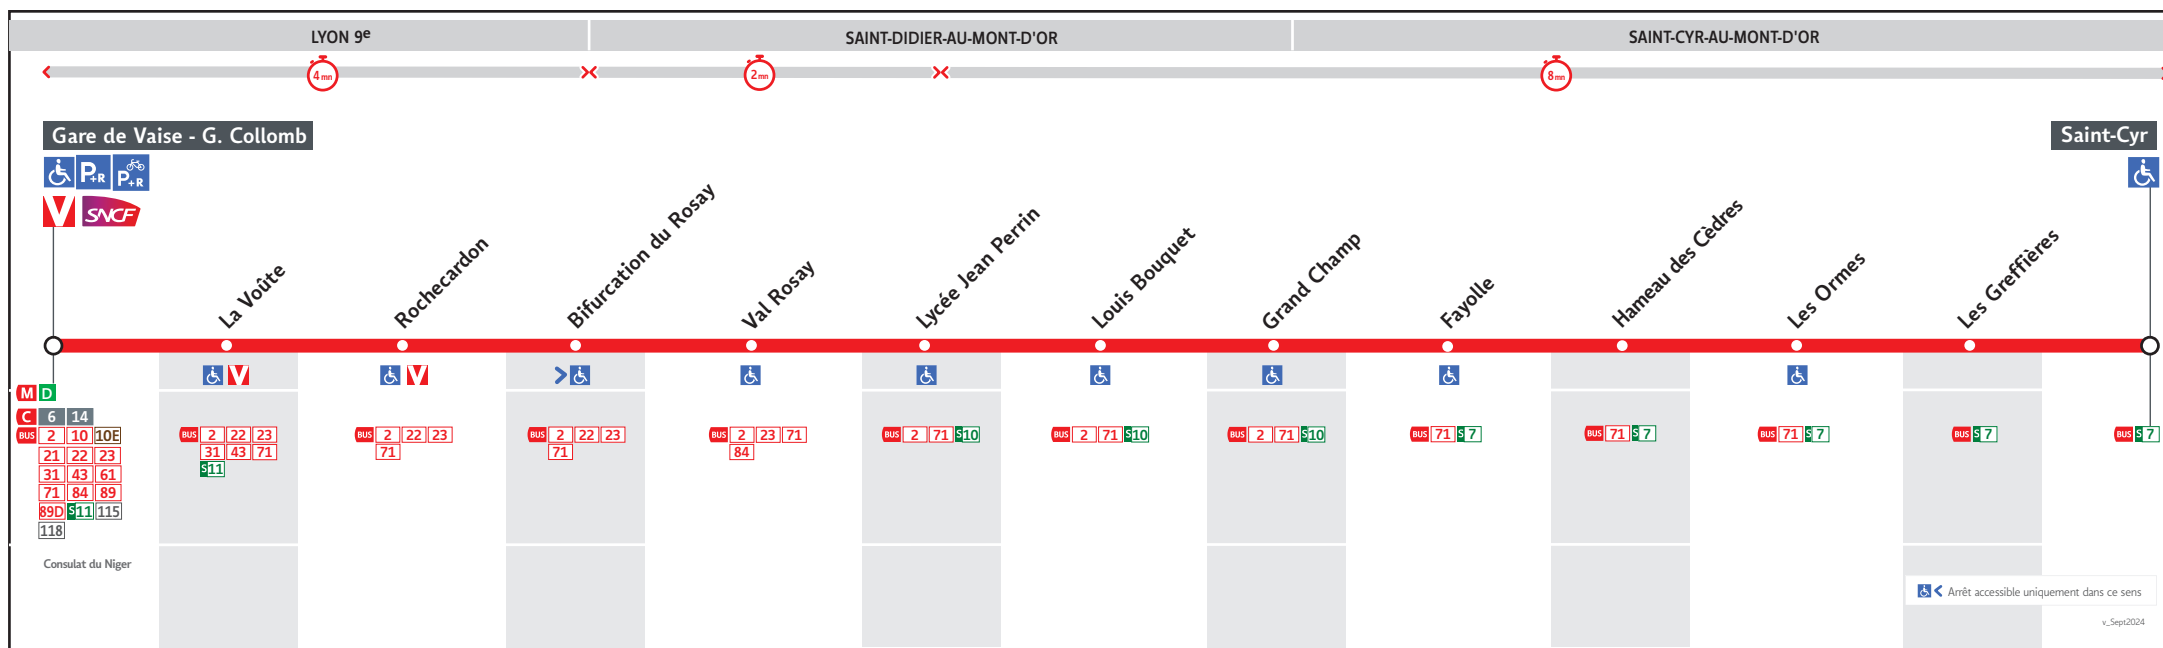 LYON 9e
SAINT-DIDIER-AU-MONT-D'OR
SAINT-CYR-AU-MONT-D'OR
4 mn
2 mn
8 mn
Gare de Vaise - G. Collomb
Saint-Cyr
P+R
P+R
V SNCF
La Voûte
Rochecardon
Bifurcation du Rosay
Val Rosay
Lycée Jean Perrin
Louis Bouquet
Grand Champ
Fayolle
Hameau des Cèdres
Les Ormes
Les Greffières
V
V
M D
C 6 14
BUS 2 10 10E
21 22 23
31 43 61
71 84 89
89D S11 115
118
BUS 2 22 23
31 43 71
S11
BUS 2 22 23
71
BUS 2 22 23
71
BUS 2 23 71
84
BUS 2 71 S10
BUS 2 71 S10
BUS 2 71 S10
BUS 71 S7
BUS 71 S7
BUS 71 S7
BUS S7
BUS S7
Consulat du Niger
Arrêt accessible uniquement dans ce sens
v_Sept2024